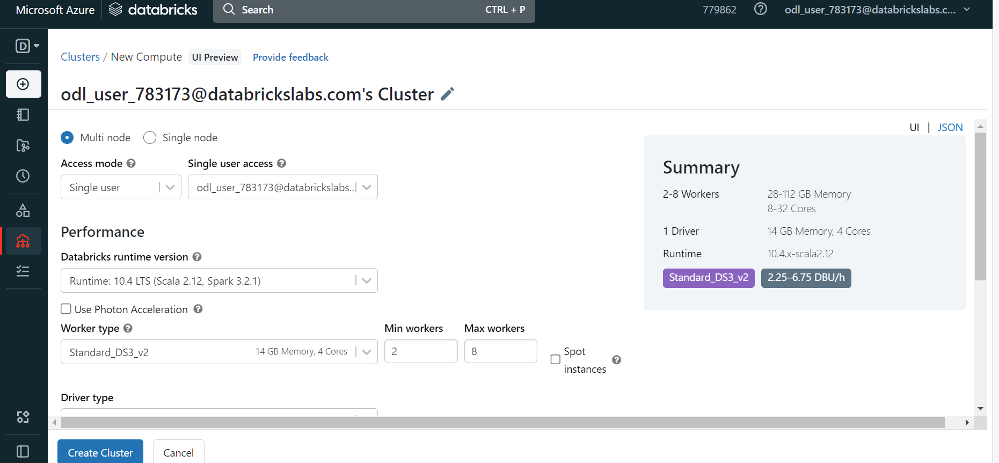 Microsoft Azure databricks Search CTRL + P 779862 odl_user_783173@databrickslabs.c...
D
Clusters / New Compute UI Preview Provide feedback
odl_user_783173@databrickslabs.com's Cluster
UI | JSON
Multi node Single node
Access mode Single user access
Single user odl_user_783173@databrickslabs..
Performance
Databricks runtime version
Runtime: 10.4 LTS (Scala 2.12, Spark 3.2.1)
Use Photon Acceleration
Worker type Min workers Max workers
Standard_DS3_v2 14 GB Memory, 4 Cores 2 8
Spot
instances
Driver type
Summary
2-8 Workers 28-112 GB Memory
8-32 Cores
1 Driver 14 GB Memory, 4 Cores
Runtime 10.4.x-scala2.12
Standard_DS3_v2 2.25–6.75 DBU/h
Create Cluster Cancel